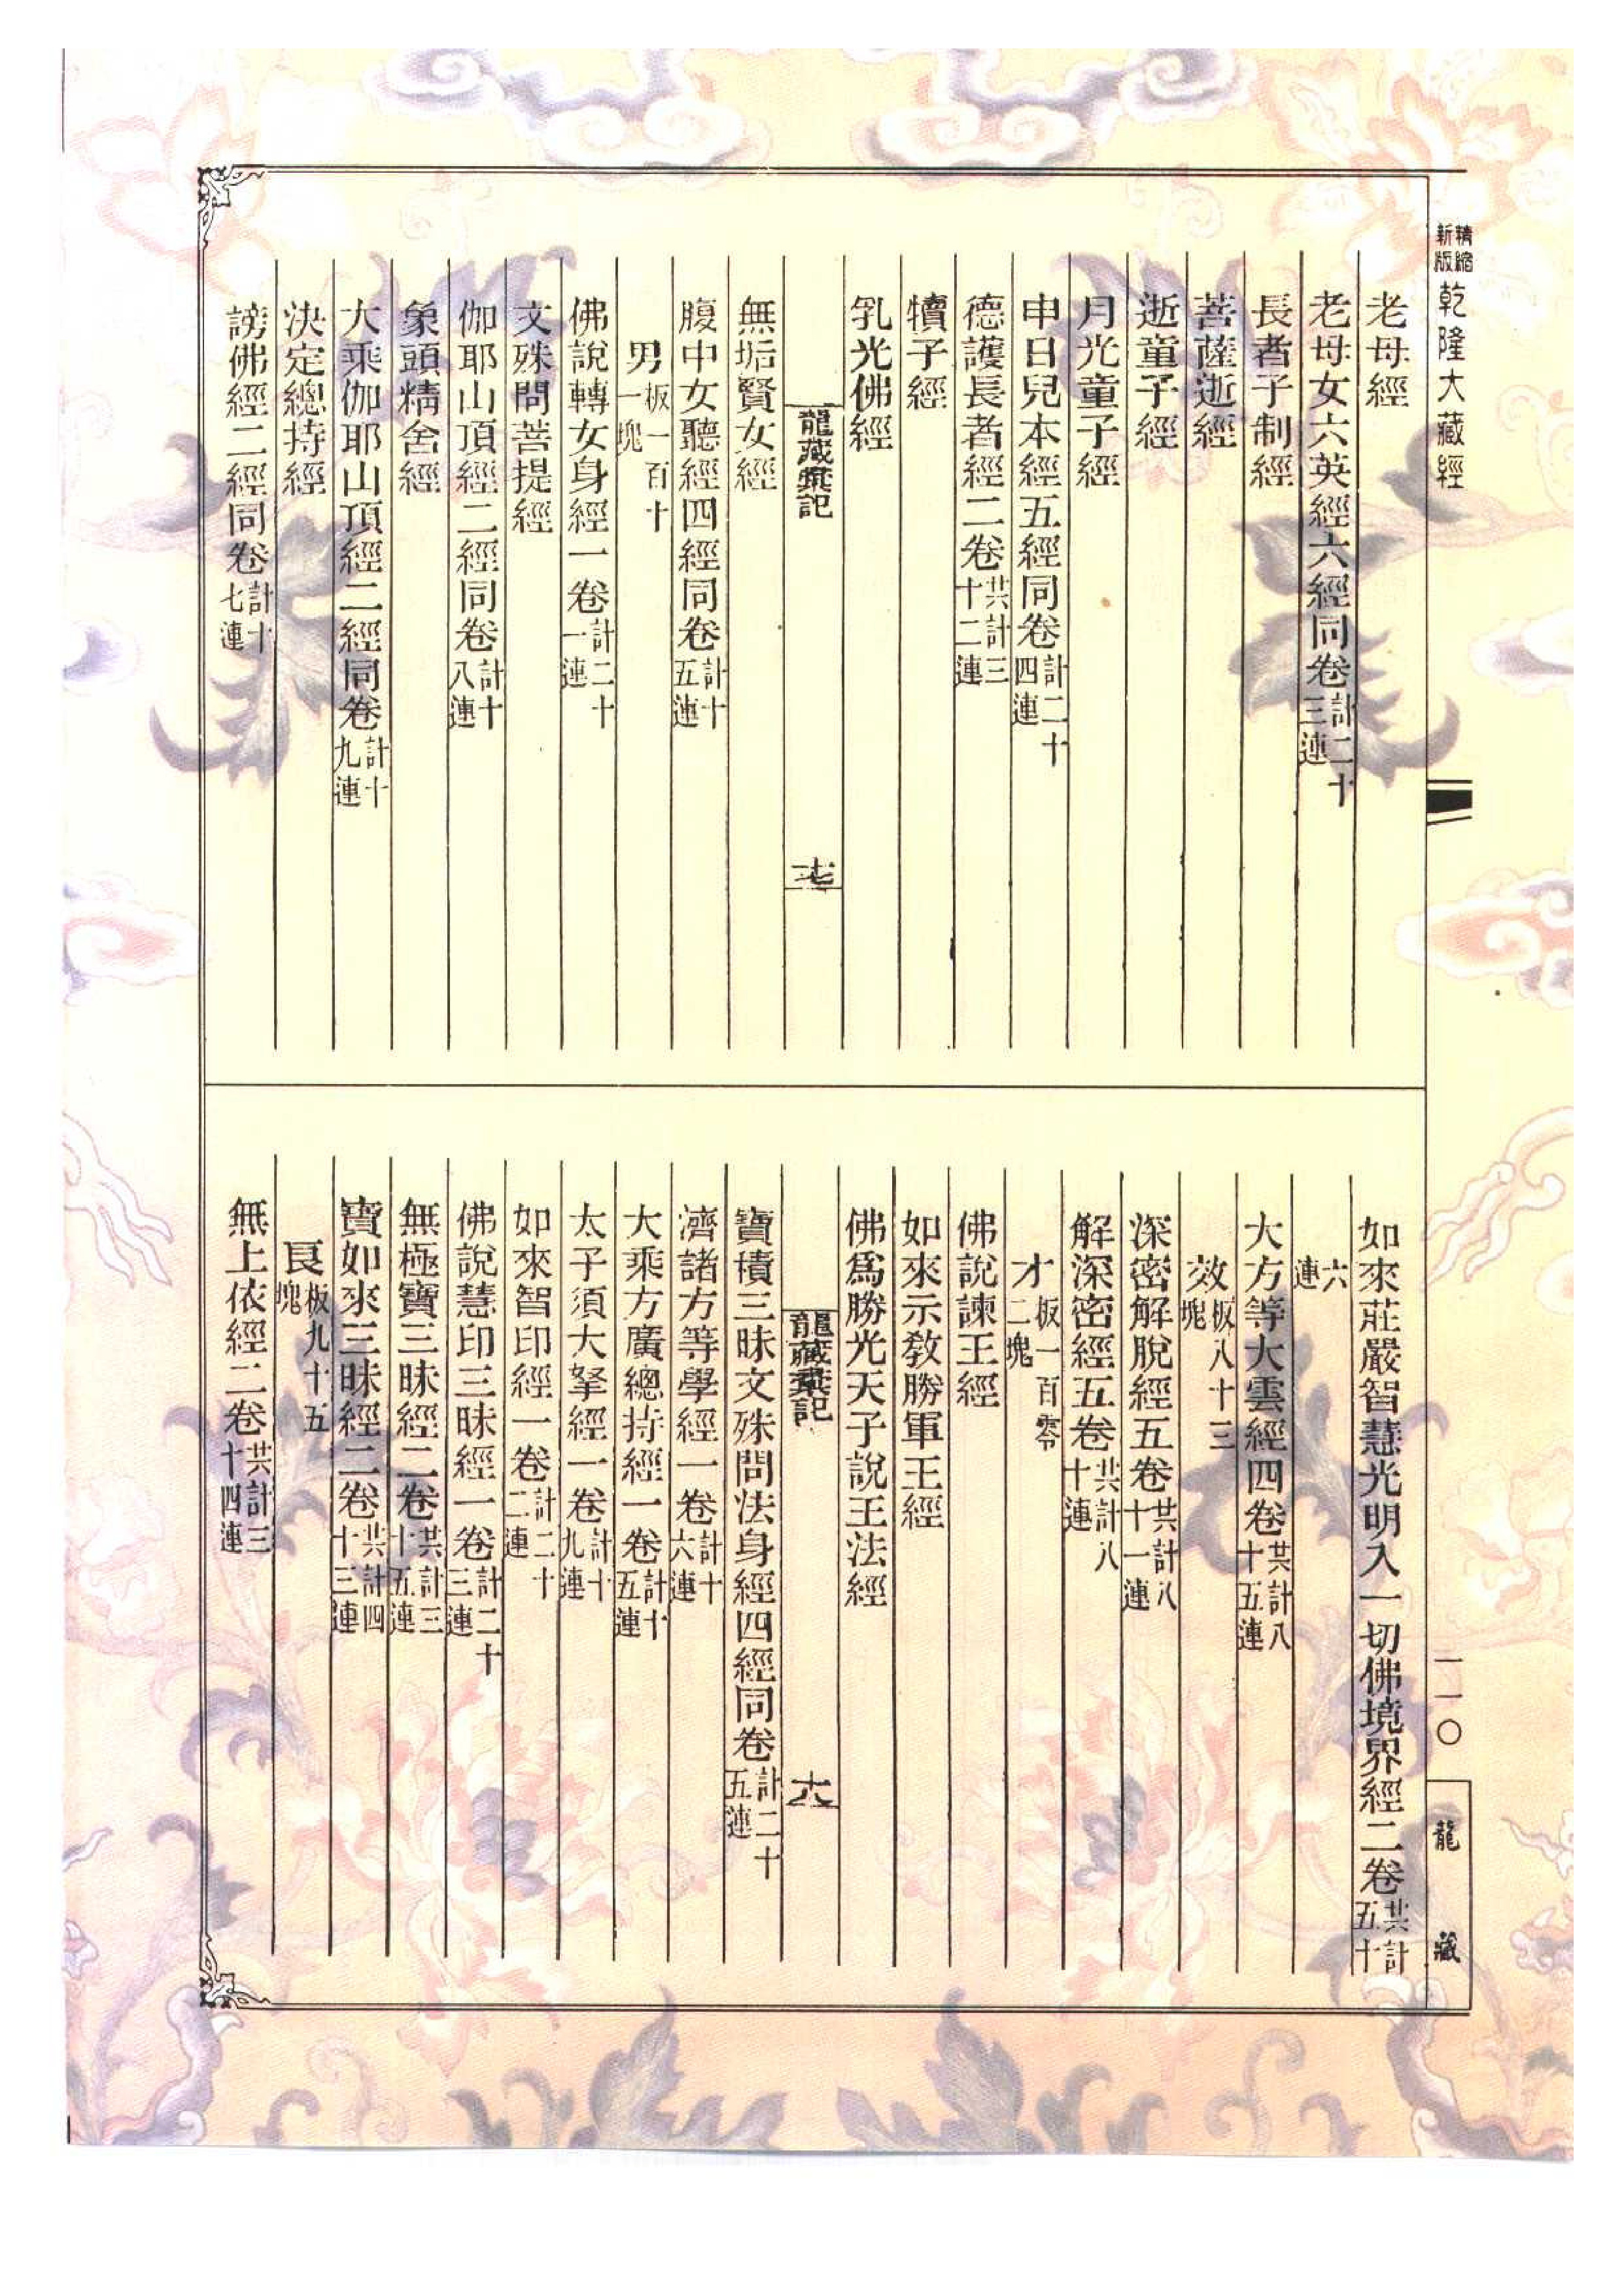 精縮
新版
乾隆大藏經
老母經
老母女六英經六經同卷計二十三連
長者子制經
菩薩逝經
逝童子經
月光童子經
申日兒本經五經同卷計二十四連
德護長者經二卷共計三十二連
犢子經
乳光佛經
龍藏彙記
十七
無垢賢女經
腹中女聽經四經同卷計十五連
男板一百十一塊
佛說轉女身經一卷計二十一連
文殊問菩提經
伽耶山頂經二經同卷計十八連
象頭精舍經
大乘伽耶山頂經二經同卷計十九連
決定總持經
謗佛經二經同卷計十七連
一一〇
龍藏
如來莊嚴智慧光明入一切佛境界經二卷共計五十
六連
大方等大雲經四卷共計八十五連
效板八十三塊
深密解脫經五卷共計八十一連
解深密經五卷共計八十連
才板一百零二塊
佛說諫王經
如來示教勝軍王經
佛爲勝光天子說王法經
龍藏彙記
十八
寶積三昧文殊問法身經四經同卷計二十五連
濟諸方等學經一卷計十六連
大乘方廣總持經一卷計十五連
太子須大拏經一卷計十九連
如來智印經一卷計二十二連
佛說慧印三昧經一卷計二十三連
無極寶三昧經二卷共計三十五連
寶如來三昧經二卷共計四十三連
良板九十五塊
無上依經二卷共計三十四連